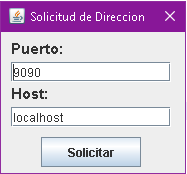 Solicitud de Direccion
Puerto:
9090
Host:
localhost
Solicitar